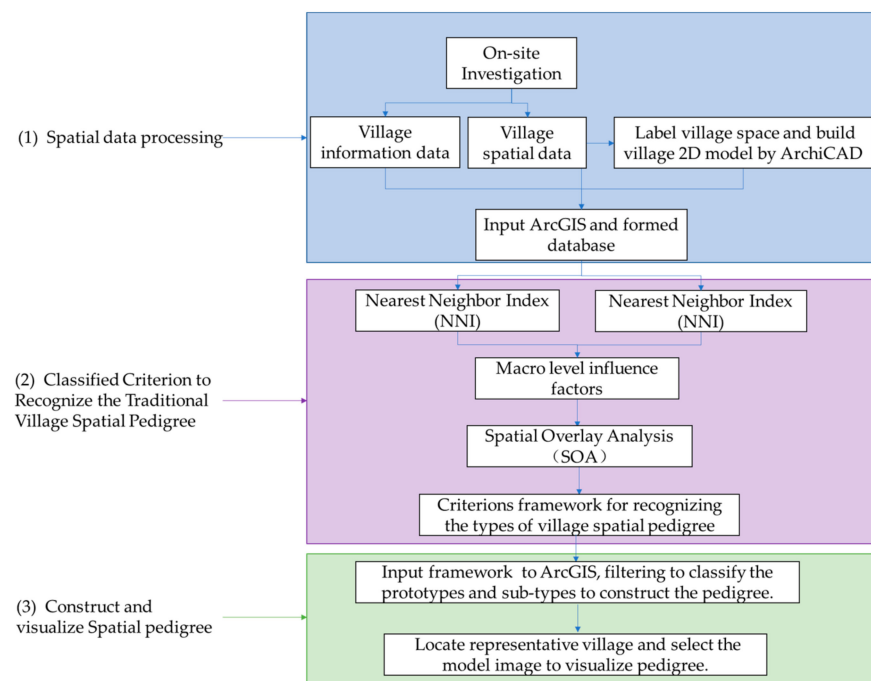 On-site
Investigation
(1) Spatial data processing
Village
information data
Village
spatial data
Label village space and build
village 2D model by ArchiCAD
Input ArcGIS and formed
database
Nearest Neighbor Index
(NNI)
Nearest Neighbor Index
(NNI)
(2) Classified Criterion to
Recognize the Traditional
Village Spatial Pedigree
Macro level influence
factors
Spatial Overlay Analysis
（SOA）
Criterions framework for recognizing
the types of village spatial pedigree
(3) Construct and
visualize Spatial pedigree
Input framework to ArcGIS, filtering to classify the
prototypes and sub-types to construct the pedigree.
Locate representative village and select the
model image to visualize pedigree.